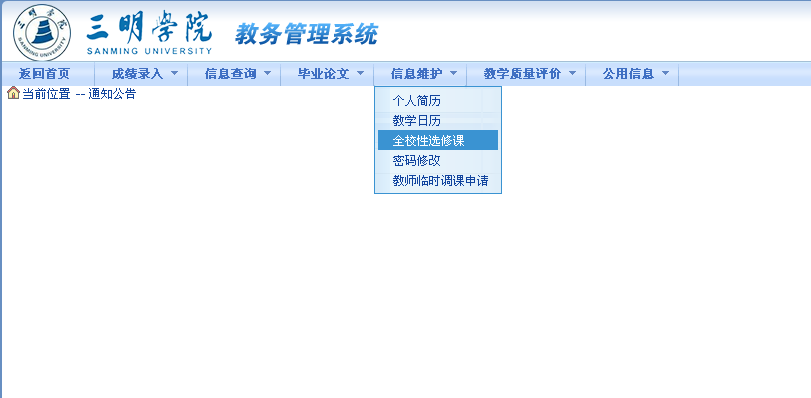 三明学院 教务管理系统
SANMING UNIVERSITY
返回首页 成绩录入 信息查询 毕业论文 信息维护 教学质量评价 公用信息
当前位置 -- 通知公告
个人简历
教学日历
全校性选修课
密码修改
教师临时调课申请